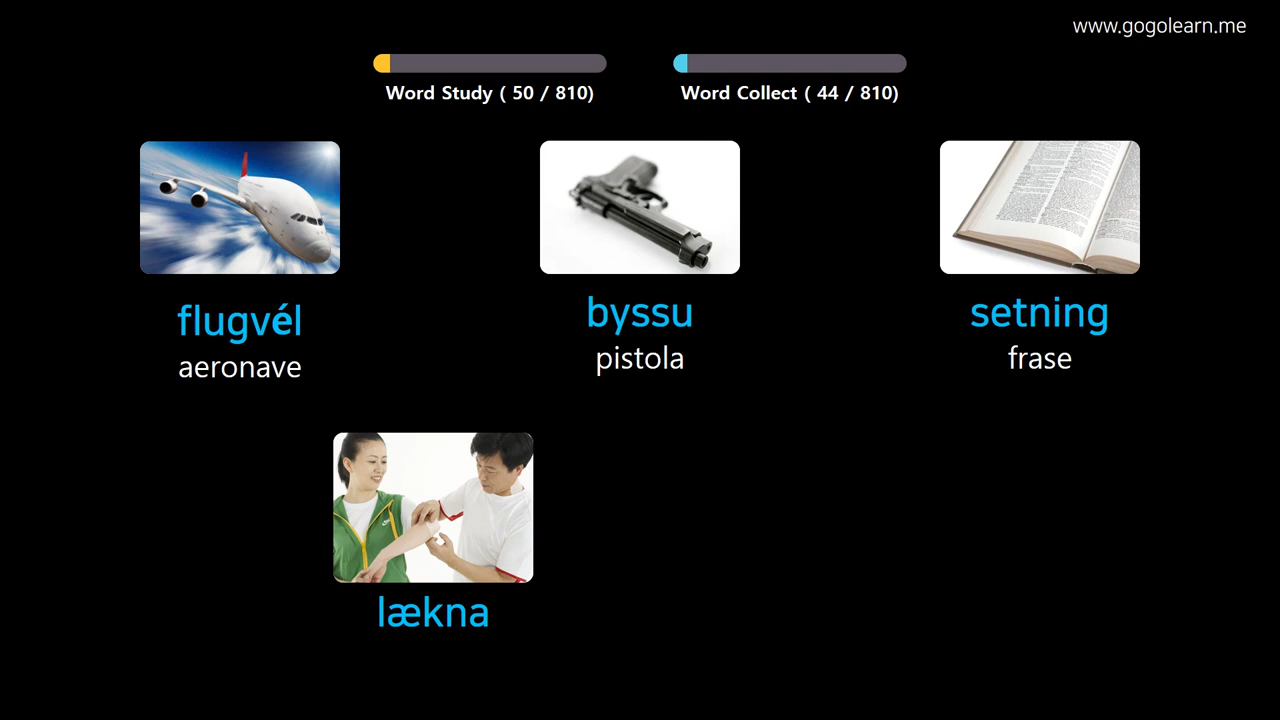 www.gogolearn.me
Word Study ( 50 / 810)
Word Collect ( 44 / 810)
flugvél
aeronave
byssu
pistola
setning
frase
lækna